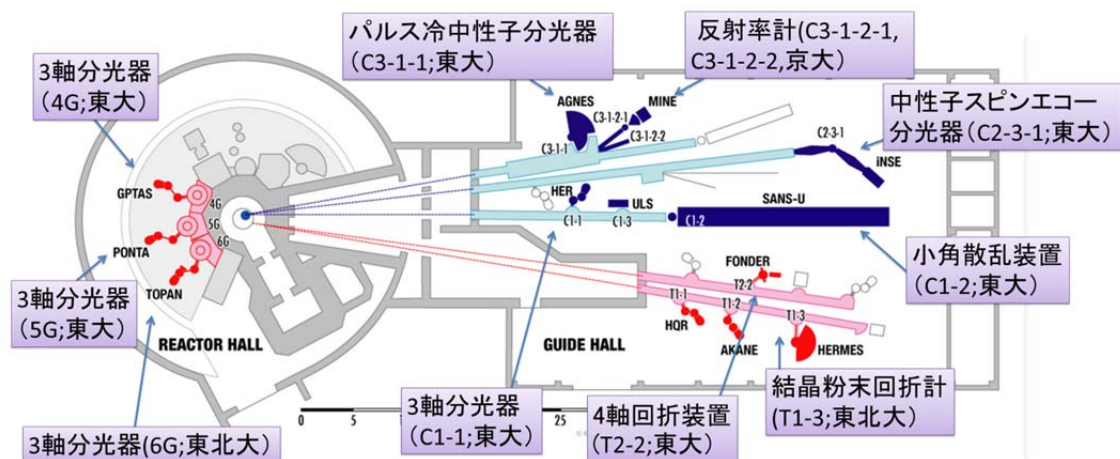 パルス冷中性子分光器
(C3-1-1;東大)
反射率計(C3-1-2-1,
C3-1-2-2,京大)
3軸分光器
(4G;東大)
中性子スピンエコー
分光器(C2-3-1;東大)
AGNES
MINE
C3-1-2-1
C3-1-2-2
C3-1-1
C2-3-1
iNSE
GPTAS
4G
HER
ULS
SANS-U
5G
C1-1
C1-3
C1-2
6G
PONTA
TOPAN
小角散乱装置
(C1-2;東大)
3軸分光器
(5G;東大)
FONDER
T2-2
T1-1
T1-2
T1-3
REACTOR HALL
GUIDE HALL
HQR
AKANE
HERMES
3軸分光器(6G;東北大)
3軸分光器
(C1-1;東大)
4軸回折装置
(T2-2;東大)
結晶粉末回折計
(T1-3;東北大)
0
5
25